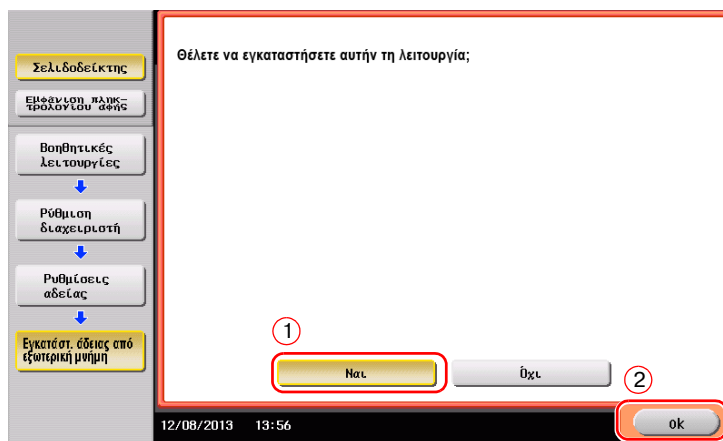 Σελιδοδείκτης
Εμφάνιση πληκ-
τρολογίου αφής
Βοηθητικές
λειτουργίες
Ρύθμιση
διαχειριστή
Ρυθμίσεις
αδείας
Εγκατάστ. άδειας από
εξωτερική μνήμη
Θέλετε να εγκαταστήσετε αυτήν τη λειτουργία;
1
Ναι
Όχι
2
12/08/2013 13:56
ok